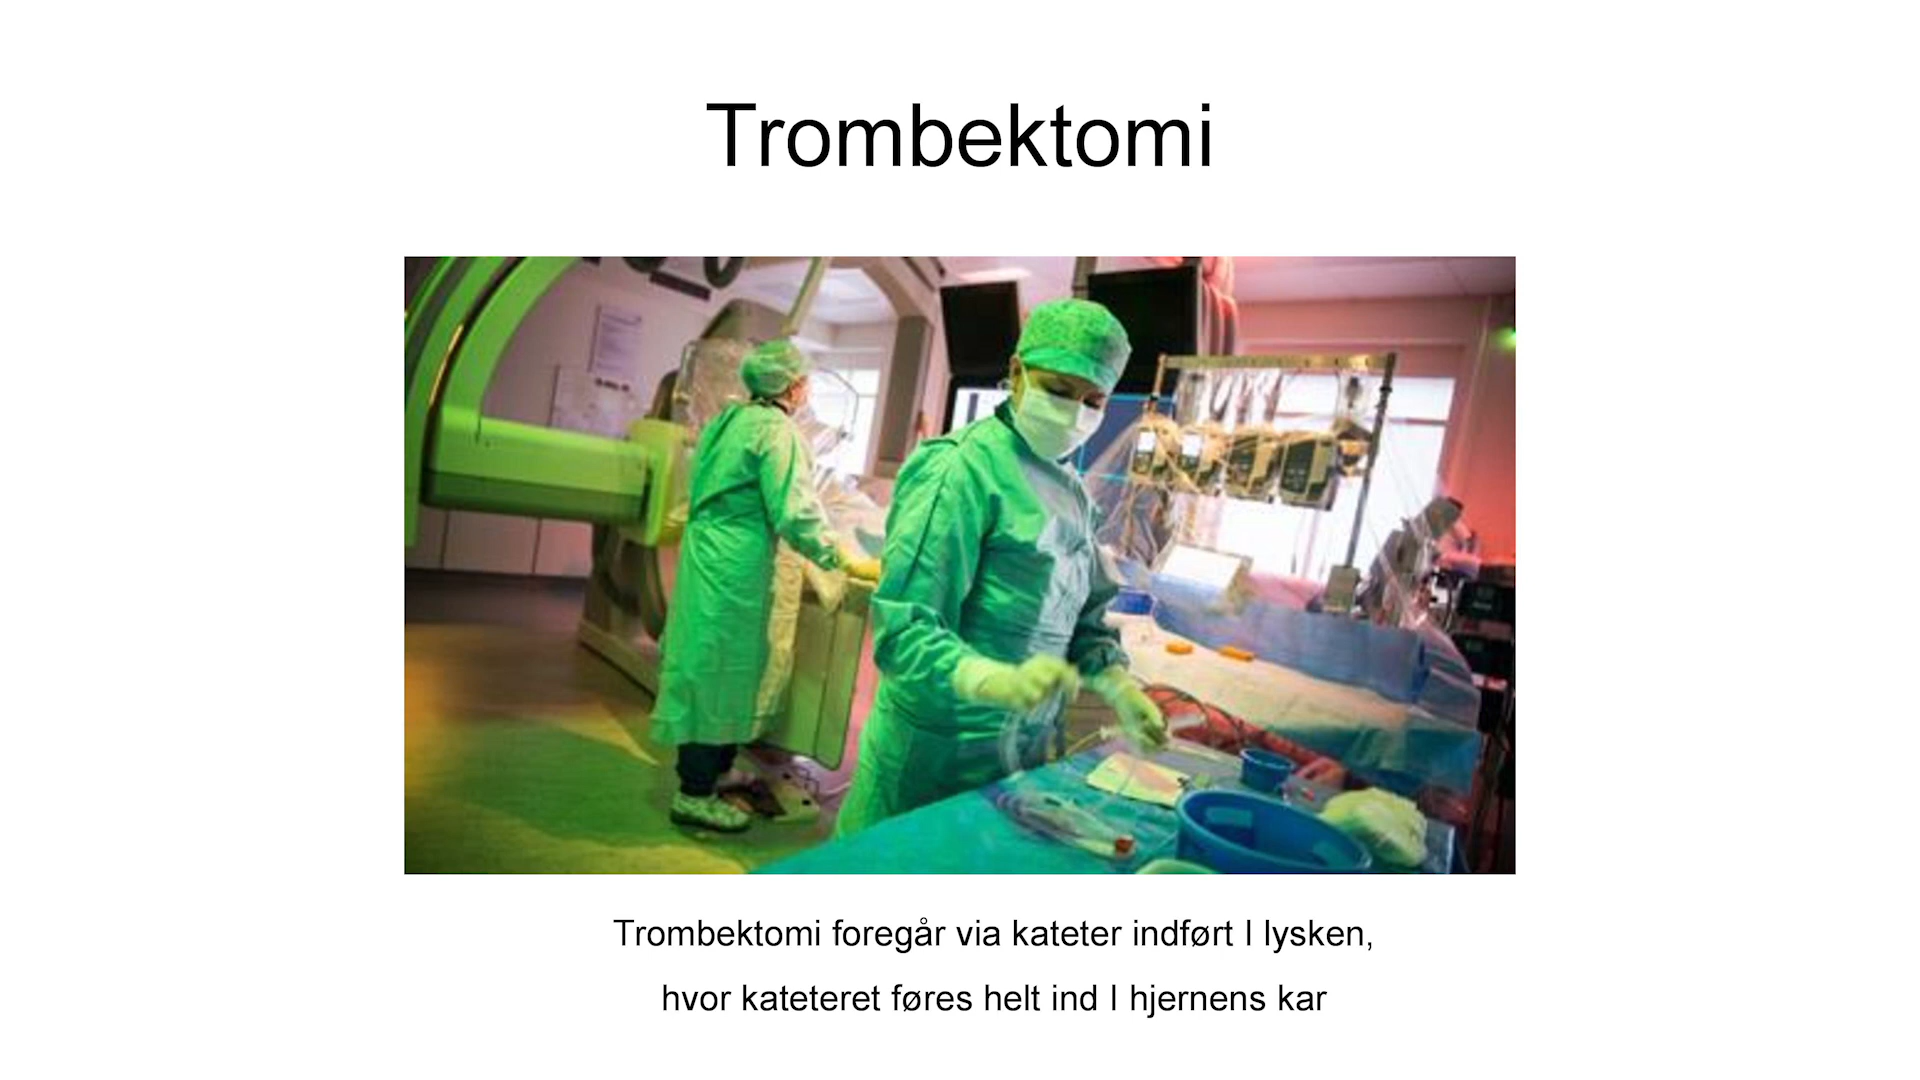 Trombektomi
Trombektomi foregår via kateter indført I lysken,
hvor kateteret føres helt ind I hjernens kar